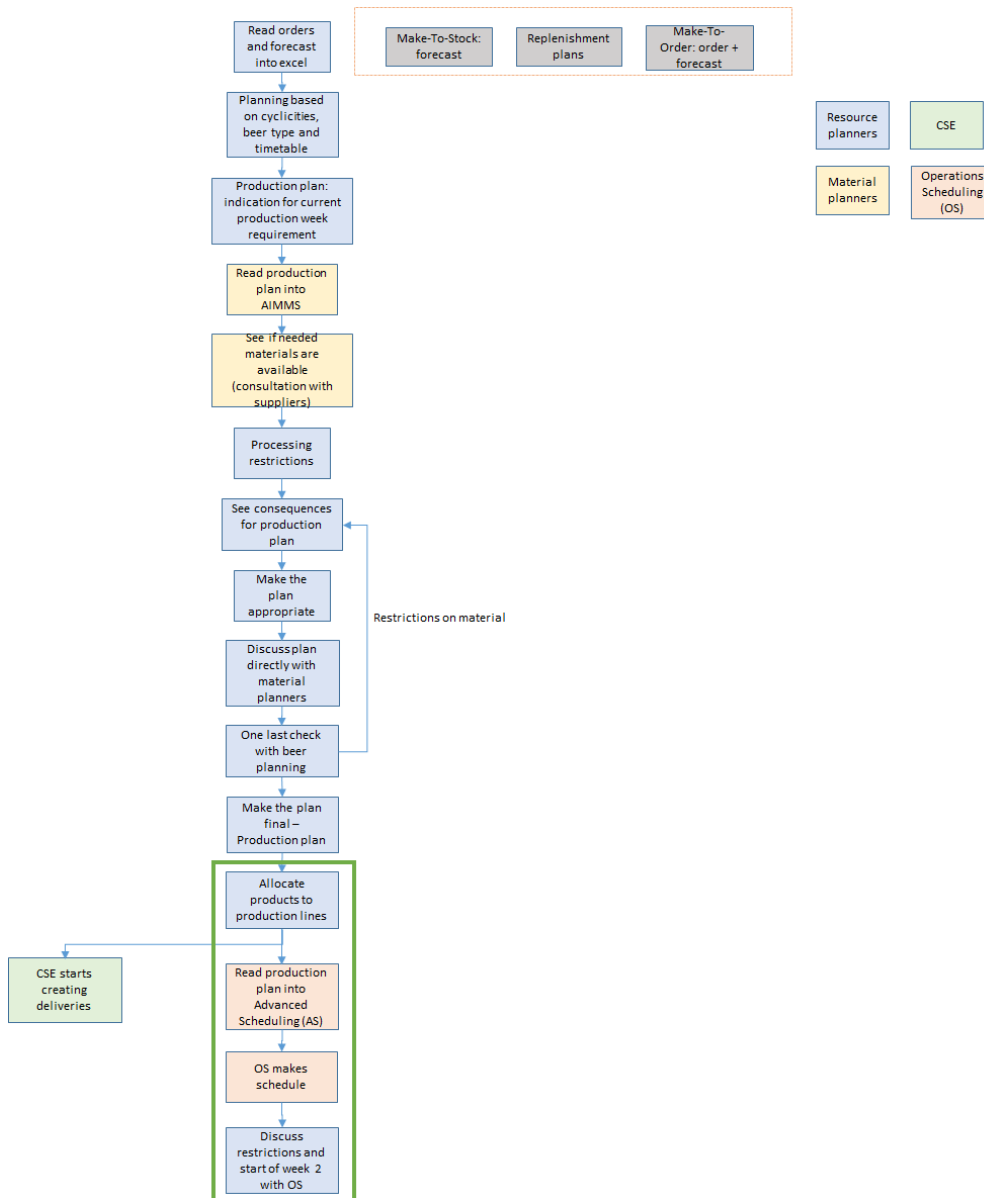 Read orders
and forecast
into excel
Make-To-Stock:
forecast
Replenishment
plans
Make-To-
Order: order +
forecast
Planning based
on cyclicities,
beer type and
timetable
Resource
planners
CSE
Material
planners
Operations
Scheduling
(OS)
Production plan:
indication for current
production week
requirement
Read production
plan into
AIMMS
See if needed
materials are
available
(consultation with
suppliers)
Processing
restrictions
See consequences
for production
plan
Make the
plan
appropriate
Restrictions on material
Discuss plan
directly with
material
planners
One last check
with beer
planning
Make the plan
final –
Production plan
Allocate
products to
production lines
CSE starts
creating
deliveries
Read production
plan into
Advanced
Scheduling (AS)
OS makes
schedule
Discuss
restrictions and
start of week 2
with OS